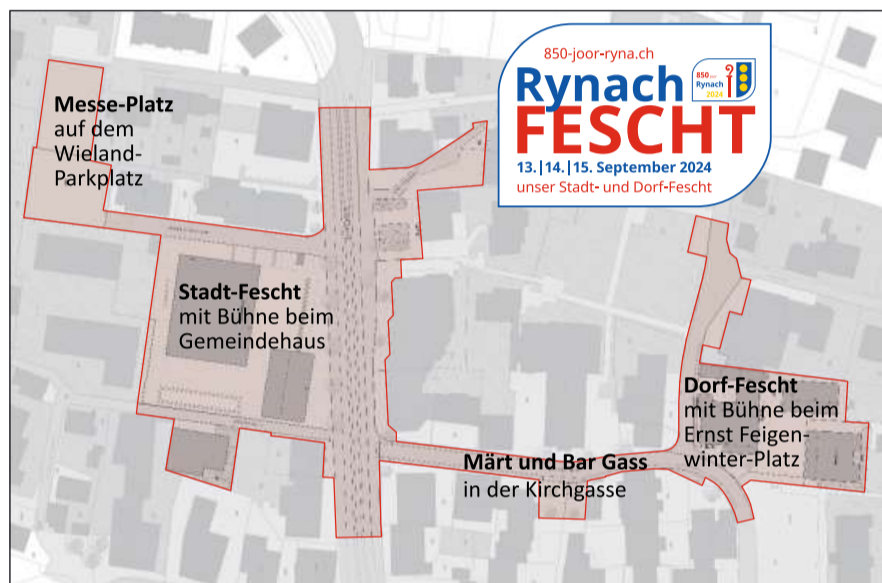 850-joor-ryna.ch
Rynach
850 Joor
Rynach
2024
FESCHT
13.|14.|15. September 2024
unser Stadt- und Dorf-Fescht
Messe-Platz
auf dem
Wieland-
Parkplatz
Stadt-Fescht
mit Bühne beim
Gemeindehaus
Dorf-Fescht
mit Bühne beim
Ernst Feigen-
winter-Platz
Märt und Bar Gass
in der Kirchgasse